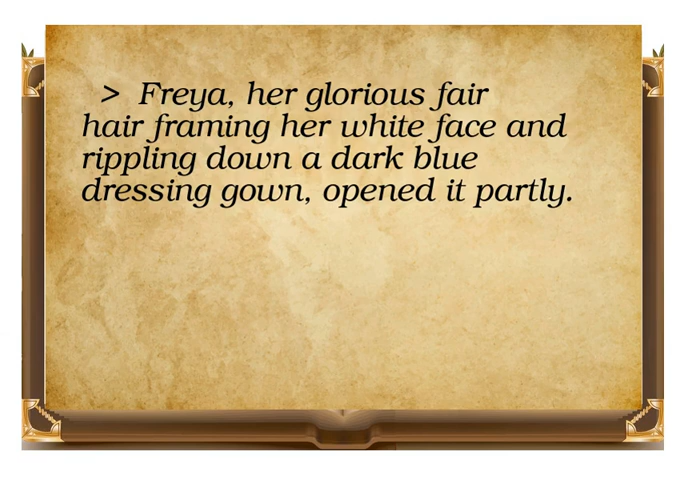 > Freya, her glorious fair
hair framing her white face and
rippling down a dark blue
dressing gown, opened it partly.